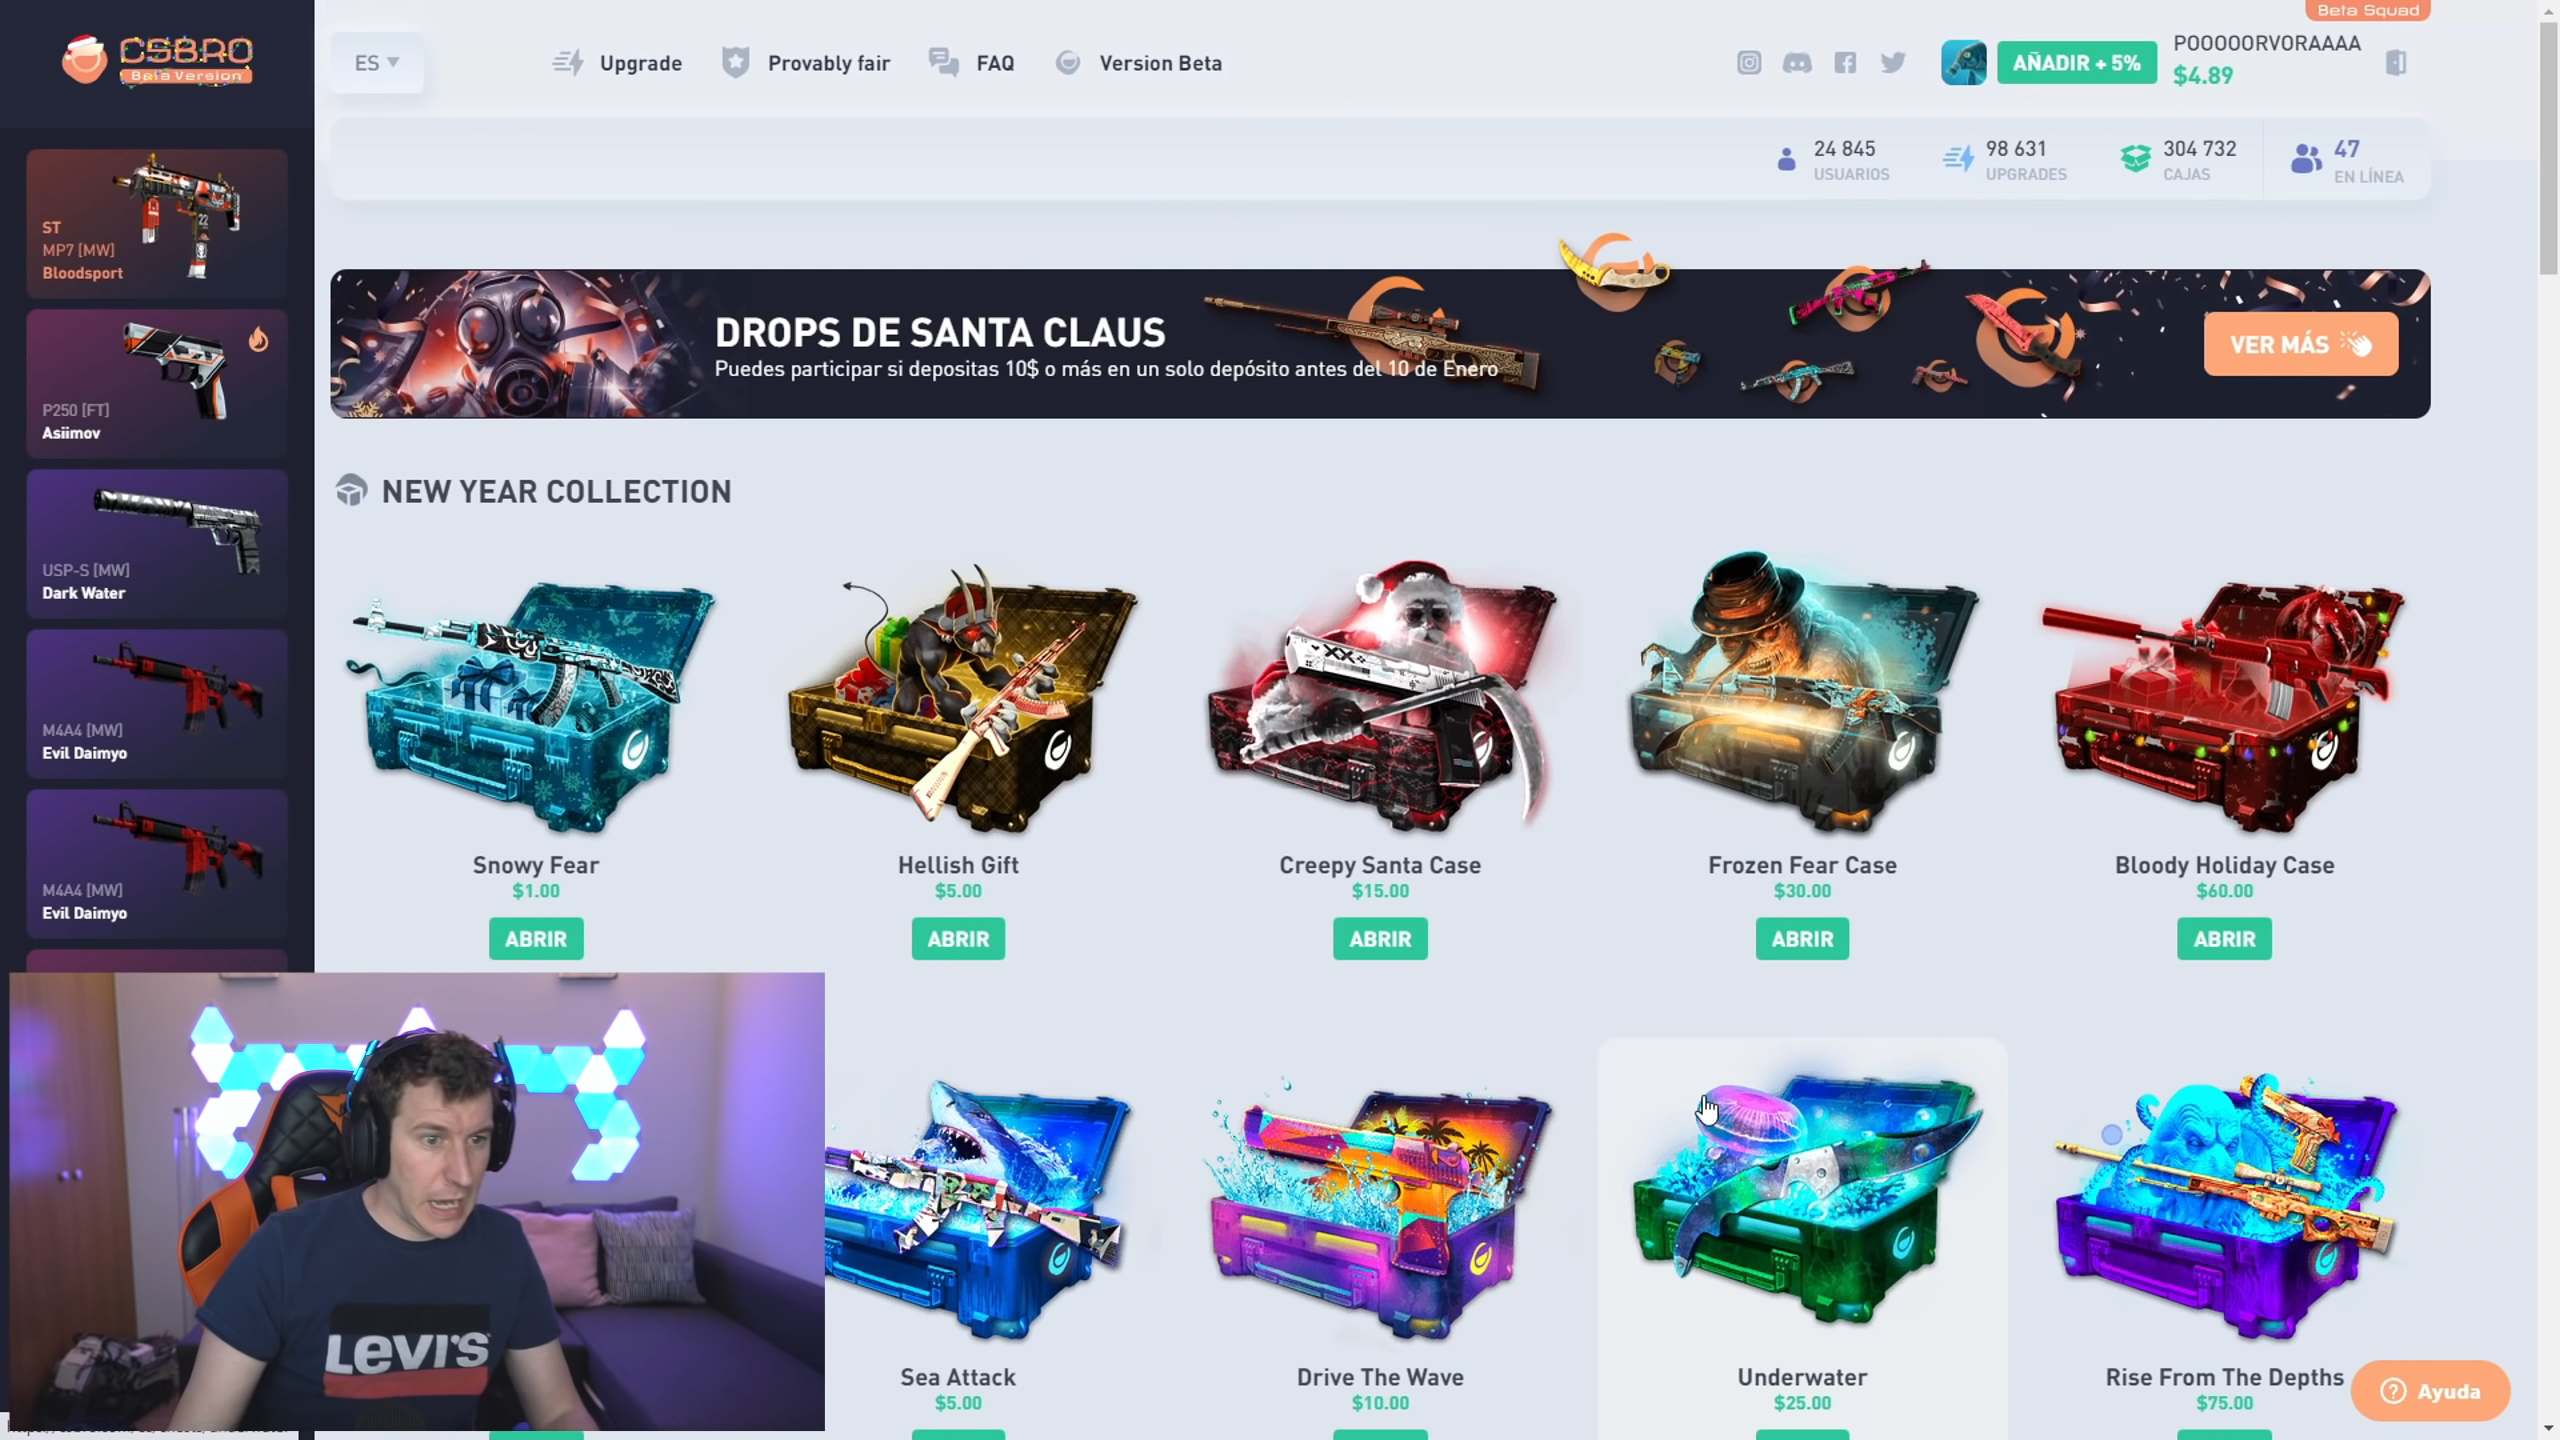 CSBRO
Beta Version
ES
Upgrade
Provably fair
FAQ
Version Beta
Beta Squad
AÑADIR + 5%
POOOOORVORAAAA
$4.89
24 845
USUARIOS
98 631
UPGRADES
304 732
CAJAS
47
EN LÍNEA
ST
MP7 [MW]
Bloodsport
P250 [FT]
Asiimov
USP-S [MW]
Dark Water
M4A4 [MW]
Evil Daimyo
M4A4 [MW]
Evil Daimyo
DROPS DE SANTA CLAUS
Puedes participar si depositas 10$ o más en un solo depósito antes del 10 de Enero
VER MÁS
NEW YEAR COLLECTION
Snowy Fear
$1.00
ABRIR
Hellish Gift
$5.00
ABRIR
Creepy Santa Case
$15.00
ABRIR
Frozen Fear Case
$30.00
ABRIR
Bloody Holiday Case
$60.00
ABRIR
Sea Attack
$5.00
Drive The Wave
$10.00
Underwater
$25.00
Rise From The Depths
$75.00
Ayuda
LEVI'S